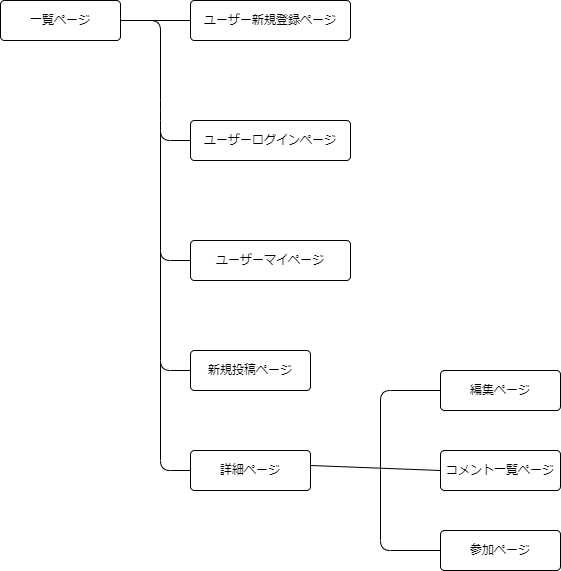 一覧ページ
ユーザー新規登録ページ
ユーザーログインページ
ユーザーマイページ
新規投稿ページ
詳細ページ
編集ページ
コメント一覧ページ
参加ページ